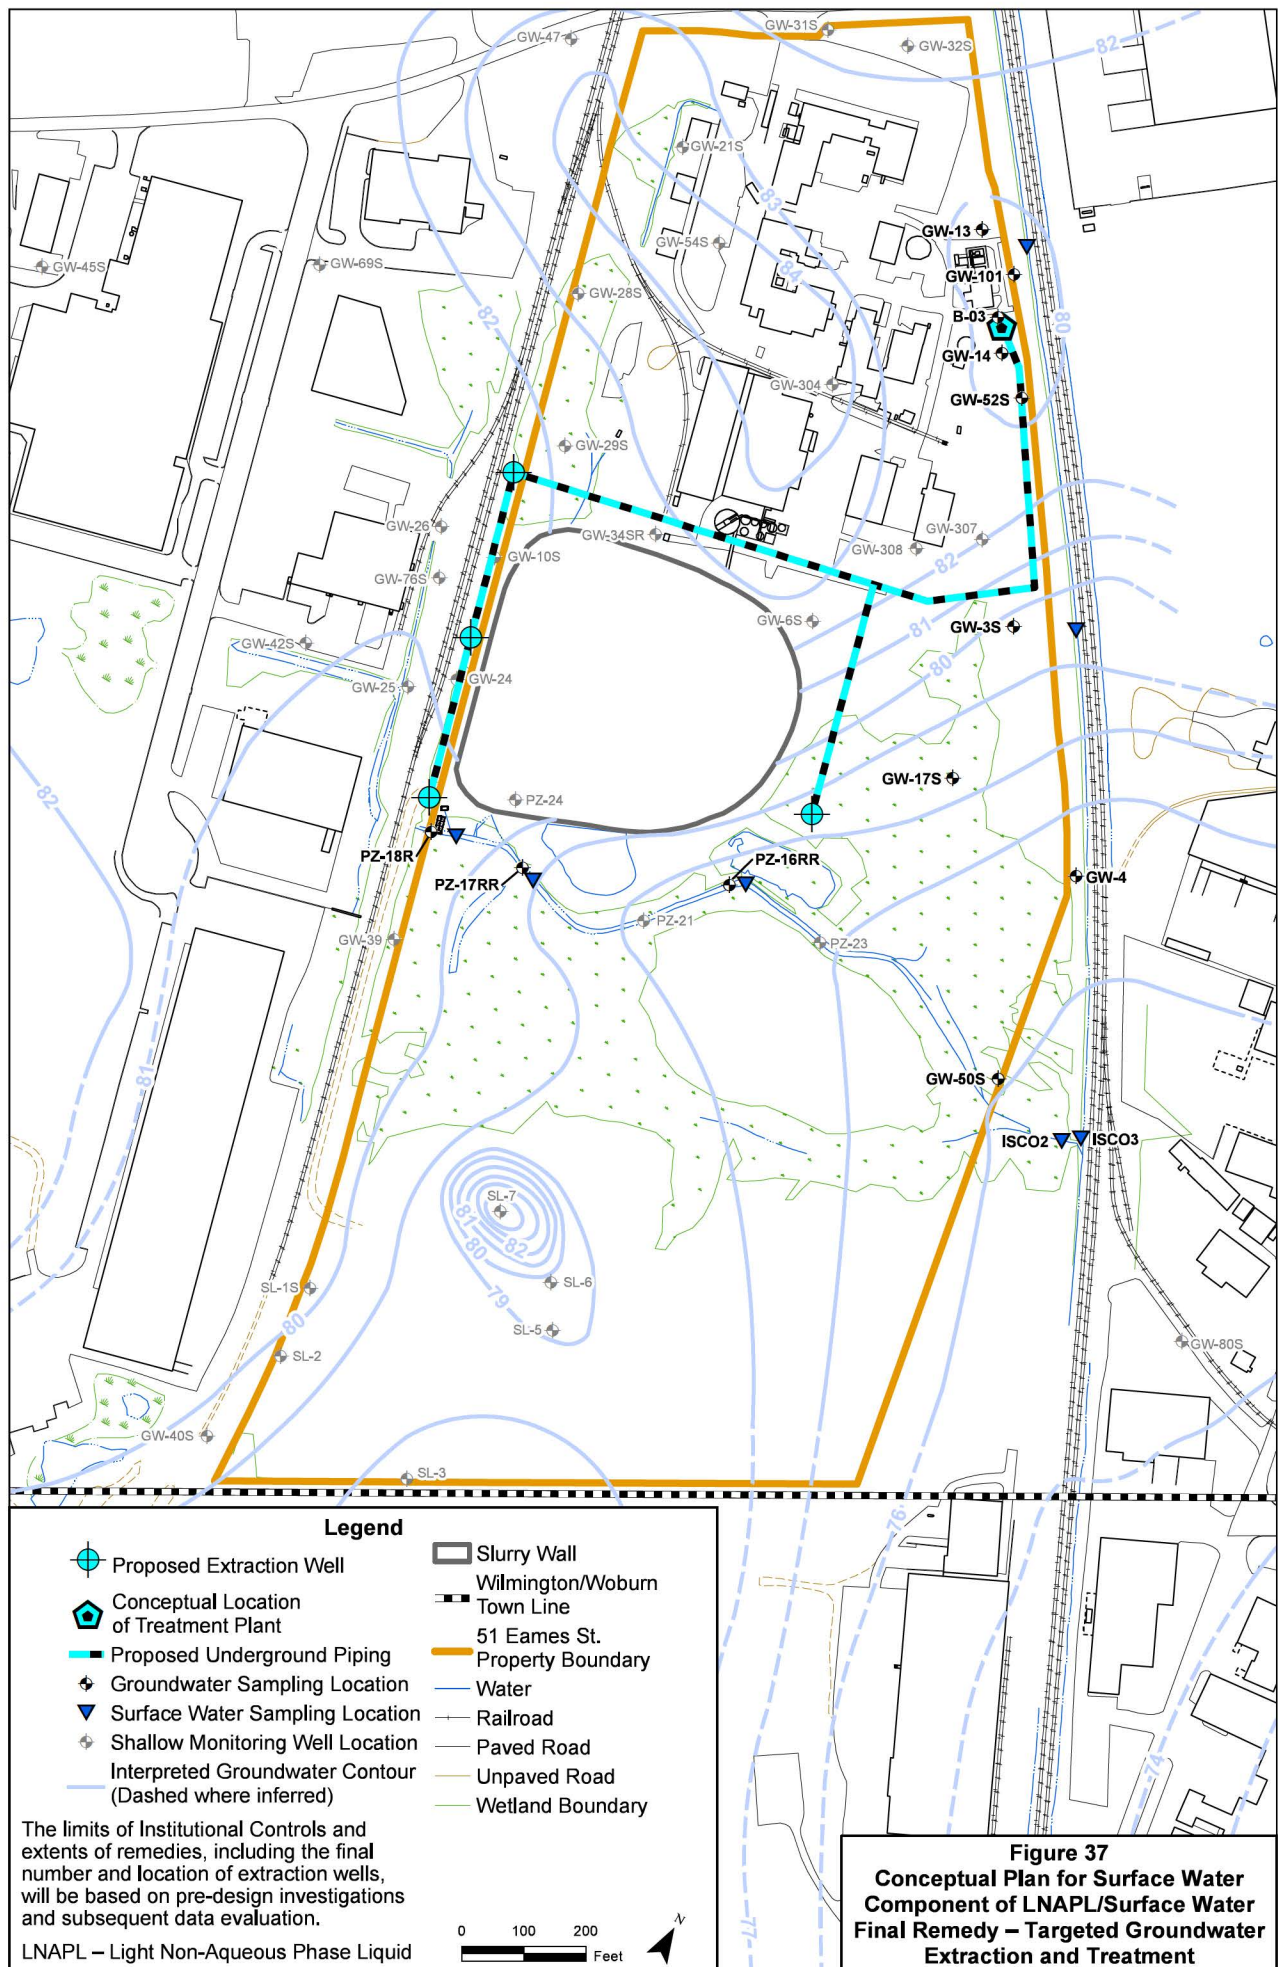 GW-31S
GW-47
GW-32S
82
GW-21S
83
GW-13
GW-54S
GW-45S
GW-69S
84
GW-101
GW-28S
82
B-03
80
GW-14
GW-304
GW-52S
GW-29S
GW-26
GW-34SR
GW-307
GW-308
GW-10S
82
GW-76S
GW-6S
81
GW-3S
GW-42S
80
GW-24
GW-25
GW-17S
82
PZ-24
PZ-18R
PZ-16RR
PZ-17RR
GW-4
PZ-21
GW-39
PZ-23
81
GW-50S
ISCO2
ISCO3
SL-7
81
82
80
SL-6
SL-1S
79
80
SL-5
GW-80S
SL-2
GW-40S
SL-3
76
74
77
Legend
Proposed Extraction Well
Conceptual Location
of Treatment Plant
Proposed Underground Piping
Groundwater Sampling Location
Surface Water Sampling Location
Shallow Monitoring Well Location
Interpreted Groundwater Contour
(Dashed where inferred)
Slurry Wall
Wilmington/Woburn
Town Line
51 Eames St.
Property Boundary
Water
Railroad
Paved Road
Unpaved Road
Wetland Boundary
The limits of Institutional Controls and
extents of remedies, including the final
number and location of extraction wells,
will be based on pre-design investigations
and subsequent data evaluation.
LNAPL – Light Non-Aqueous Phase Liquid
0 100 200
Feet
N
Figure 37
Conceptual Plan for Surface Water
Component of LNAPL/Surface Water
Final Remedy – Targeted Groundwater
Extraction and Treatment